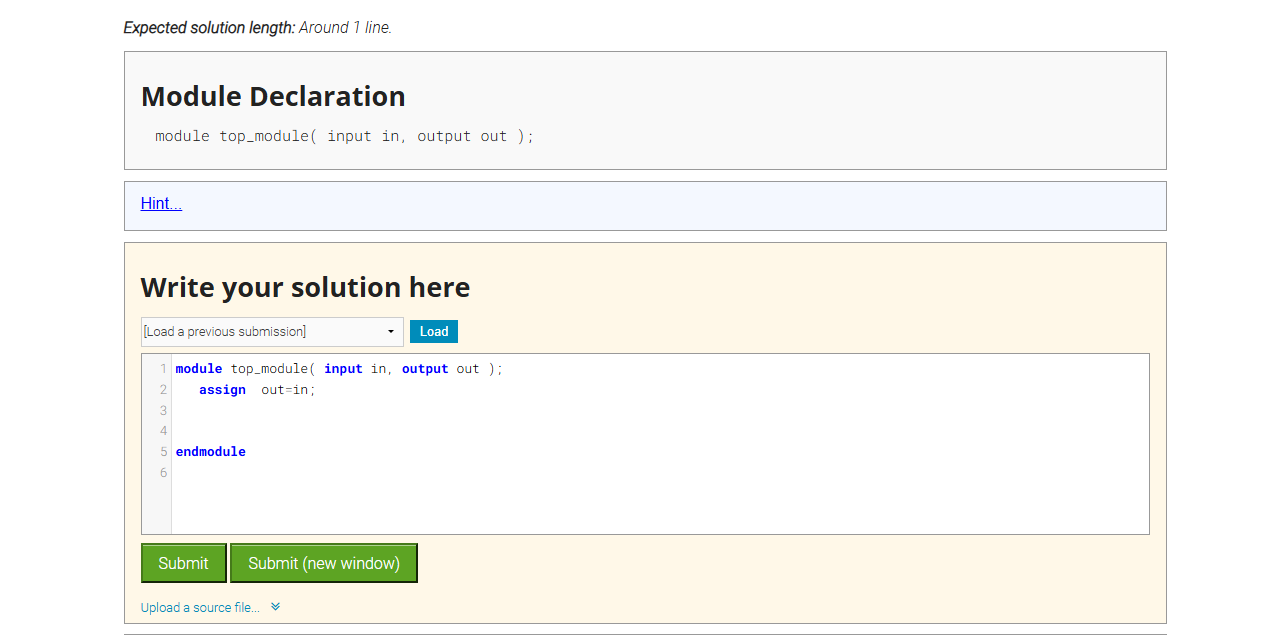 Expected solution length: Around 1 line.
Module Declaration
module top_module( input in, output out );
Hint...
Write your solution here
[Load a previous submission] Load
1 module top_module( input in, output out );
2 assign out=in;
3
4
5 endmodule
6
Submit Submit (new window)
Upload a source file...